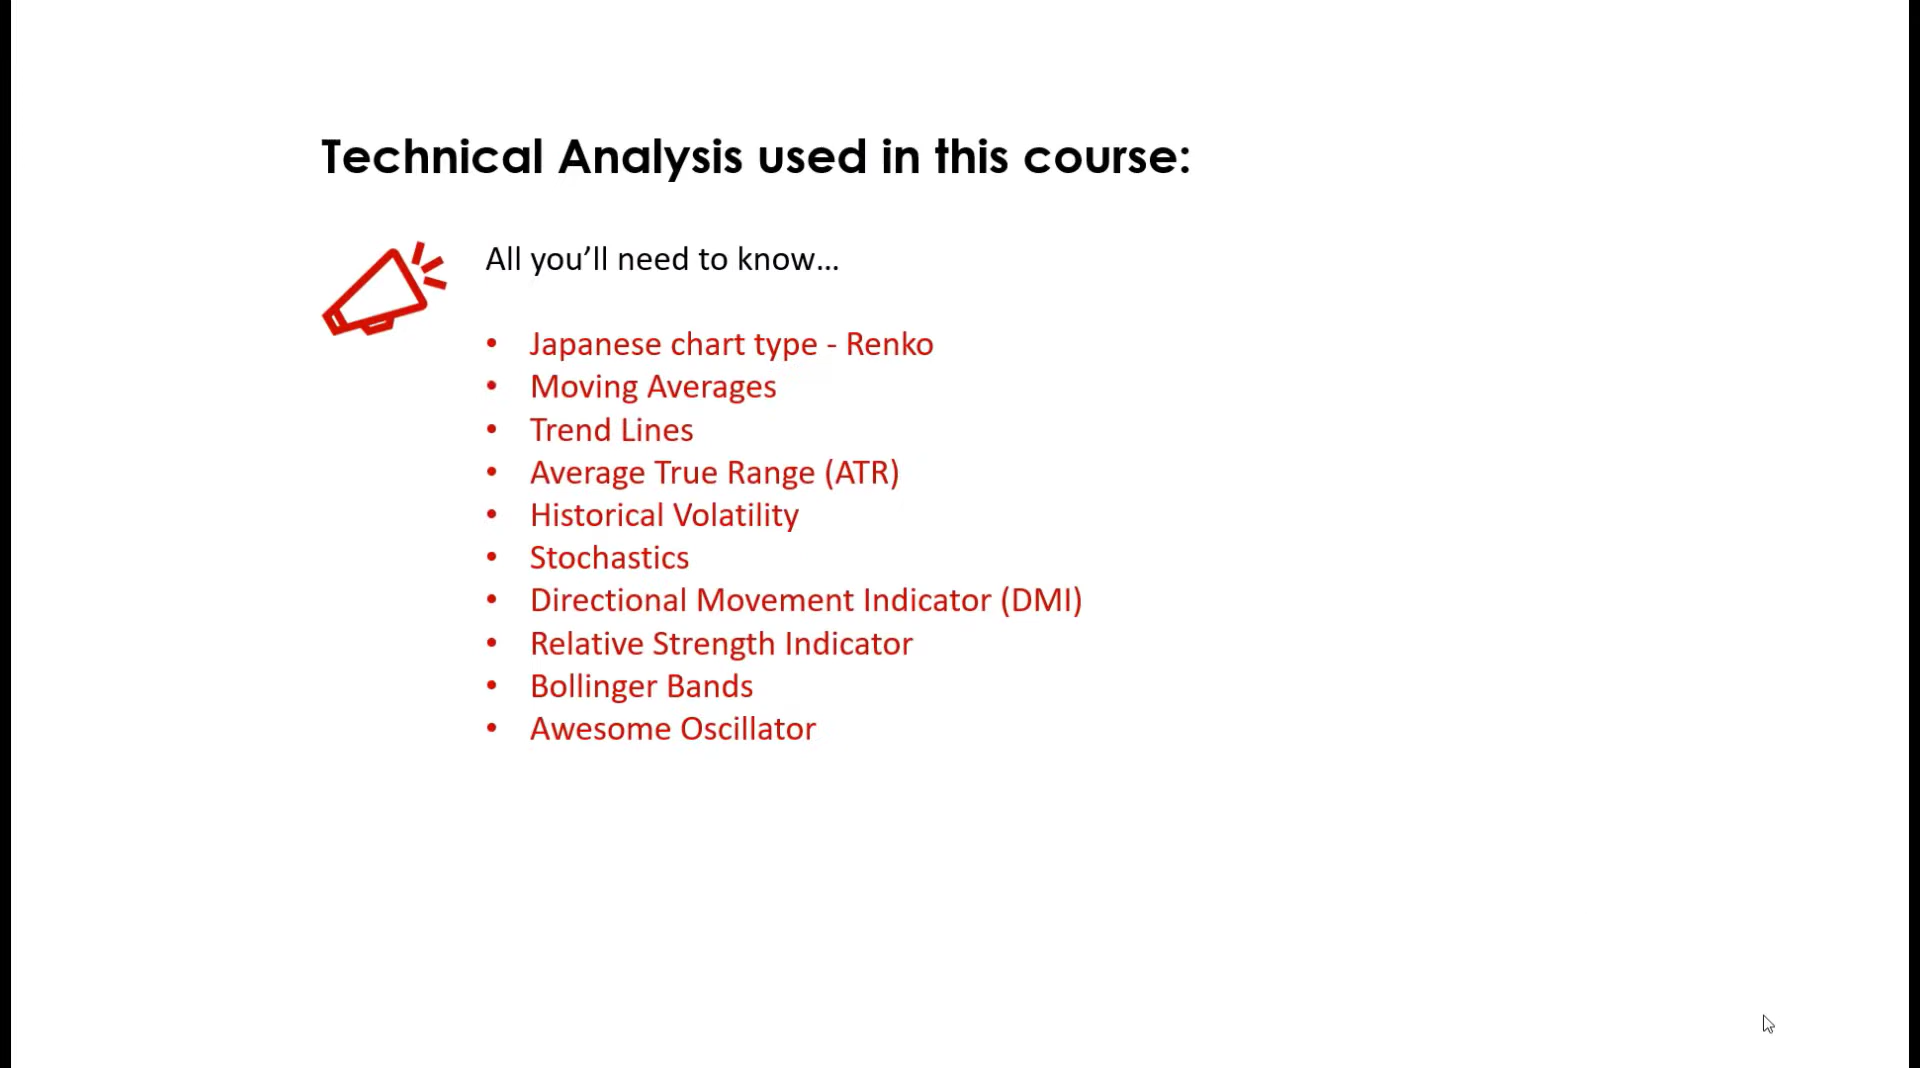 Technical Analysis used in this course:
All you’ll need to know…
• Japanese chart type - Renko
• Moving Averages
• Trend Lines
• Average True Range (ATR)
• Historical Volatility
• Stochastics
• Directional Movement Indicator (DMI)
• Relative Strength Indicator
• Bollinger Bands
• Awesome Oscillator